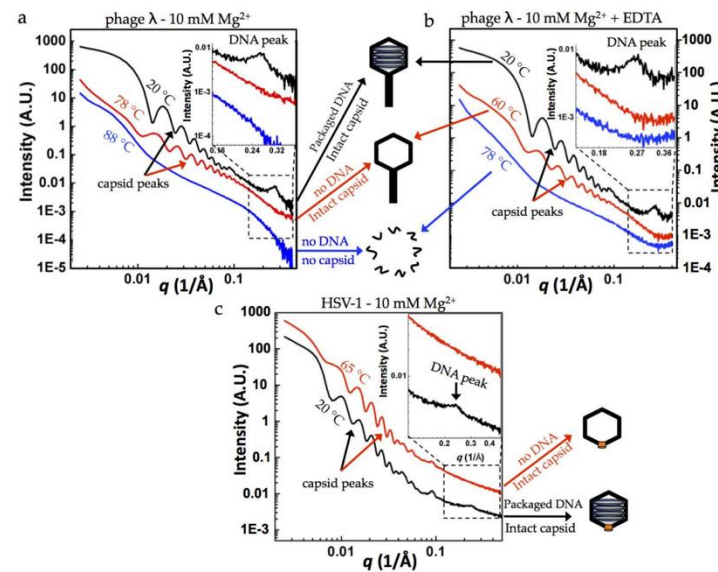 a
phage λ - 10 mM Mg²⁺
Intensity (A.U.)
1000
100
10
1
0.1
0.01
1E-3
1E-4
1E-5
20 °C
78 °C
88 °C
capsid peaks
DNA peak
0.01
1E-3
1E-4
0.16
0.24
0.32
0.01
0.1
q (1/Å)
Packaged DNA
Intact capsid
no DNA
Intact capsid
no DNA
no capsid
b
phage λ - 10 mM Mg²⁺ + EDTA
20 °C
60 °C
78 °C
capsid peaks
Intensity (A.U.)
DNA peak
0.01
1E-3
0.18
0.27
0.36
1000
100
10
1
0.1
0.01
1E-3
1E-4
Intensity (A.U.)
0.01
0.1
q (1/Å)
c
HSV-1 - 10 mM Mg²⁺
Intensity (A.U.)
1000
100
10
1
0.1
0.01
1E-3
65 °C
20 °C
capsid peaks
Intensity (A.U.)
0.01
DNA peak
0.2
0.3
0.4
q (1/Å)
0.01
0.1
q (1/Å)
no DNA
Intact capsid
Packaged DNA
Intact capsid